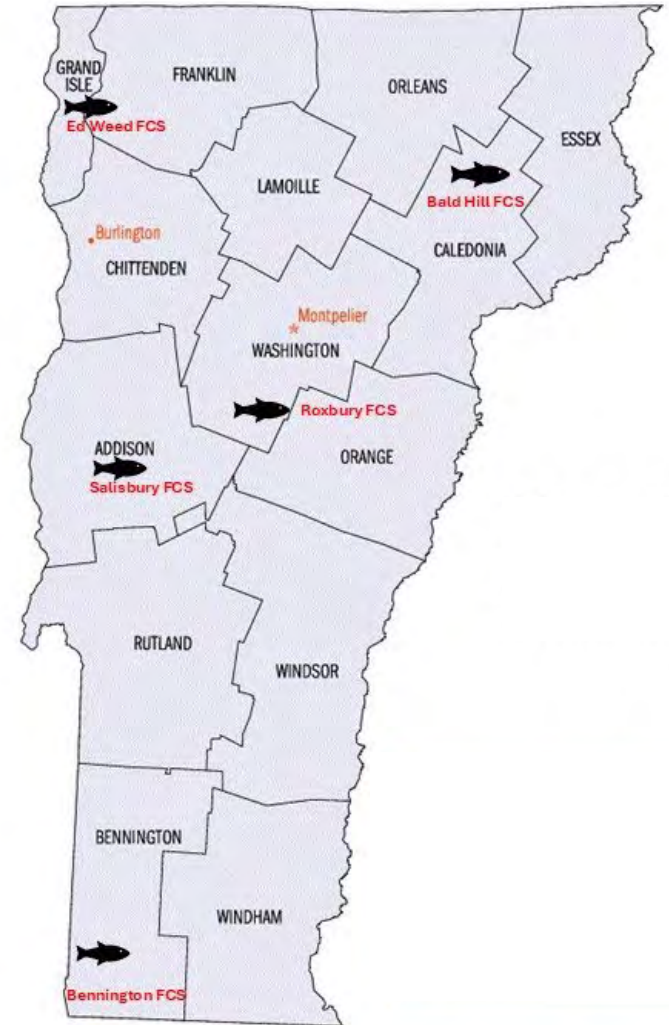 GRAND
ISLE
FRANKLIN
ORLEANS
Ed Weed FCS
ESSEX
LAMOILLE
Bald Hill FCS
Burlington
CHITTENDEN
CALEDONIA
Montpelier
WASHINGTON
Roxbury FCS
ADDISON
ORANGE
Salisbury FCS
RUTLAND
WINDSOR
BENNINGTON
WINDHAM
Bennington FCS